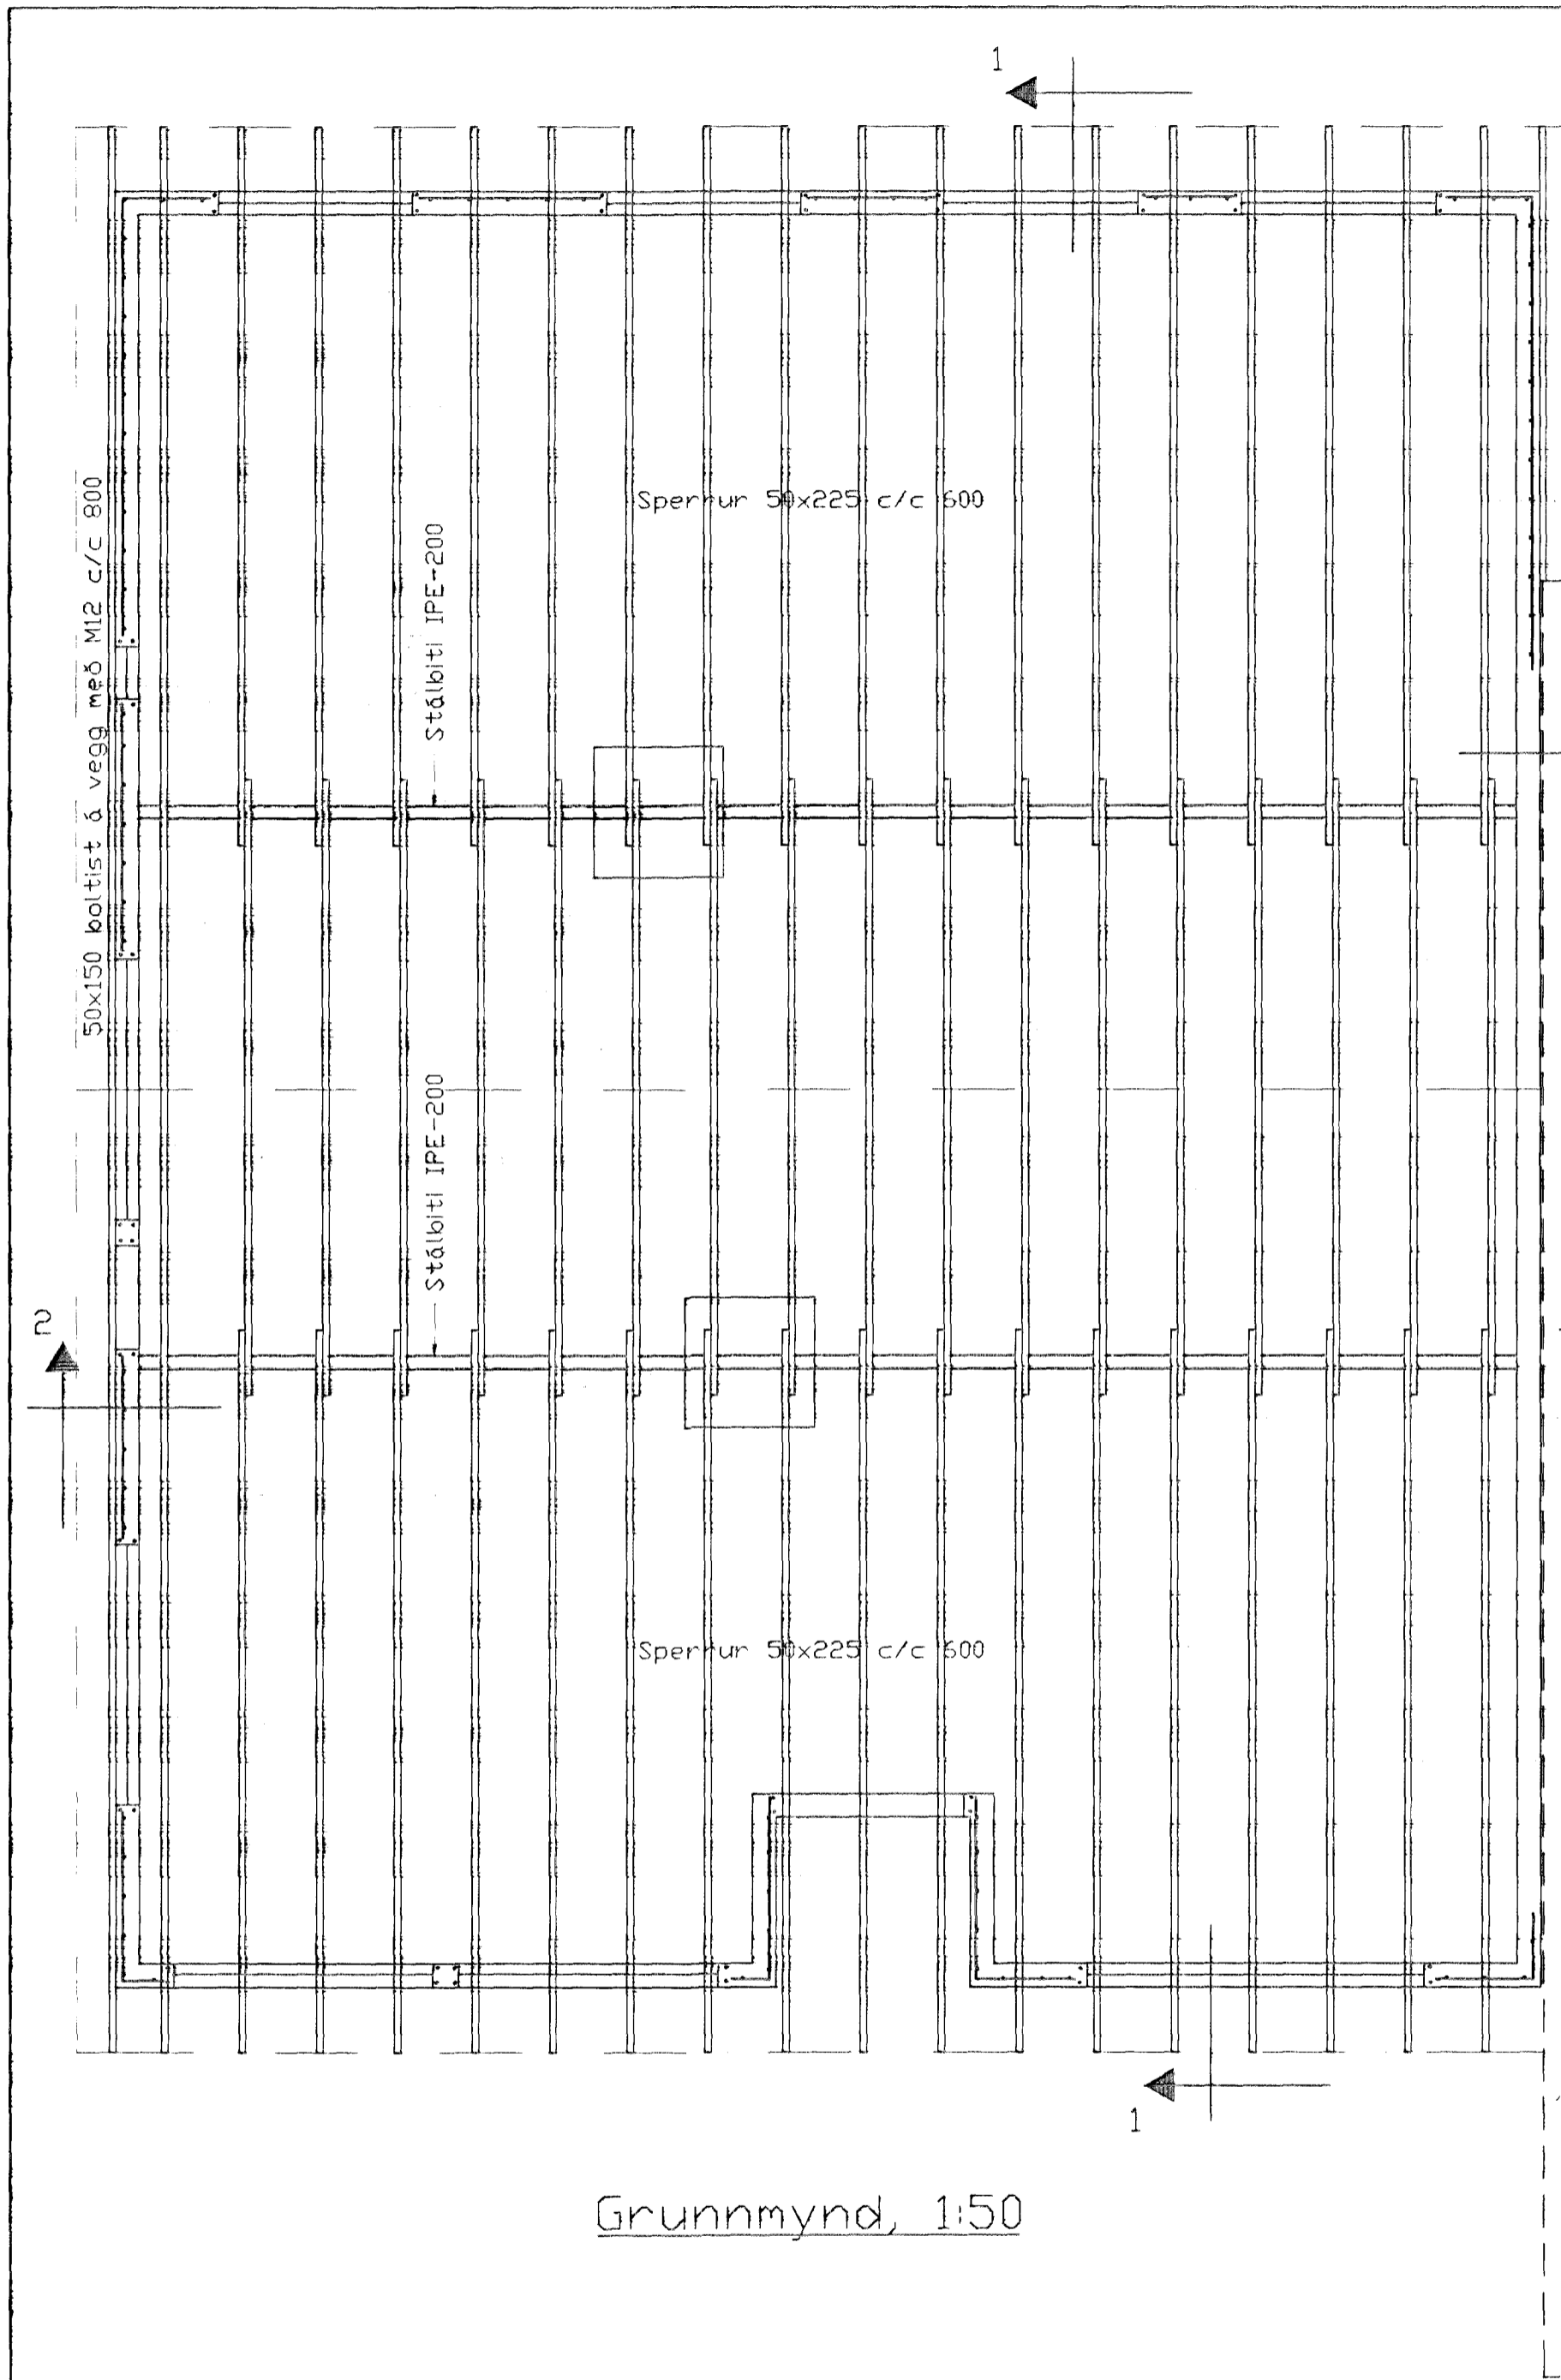 1
Sperrur 50x225 c/c 600
50x150 boltist á vegg með M12 c/c 800
Stálbiti IPE-200
Stálbiti IPE-200
2
Sperrur 50x225 c/c 600
1
Grunnmynd, 1:50